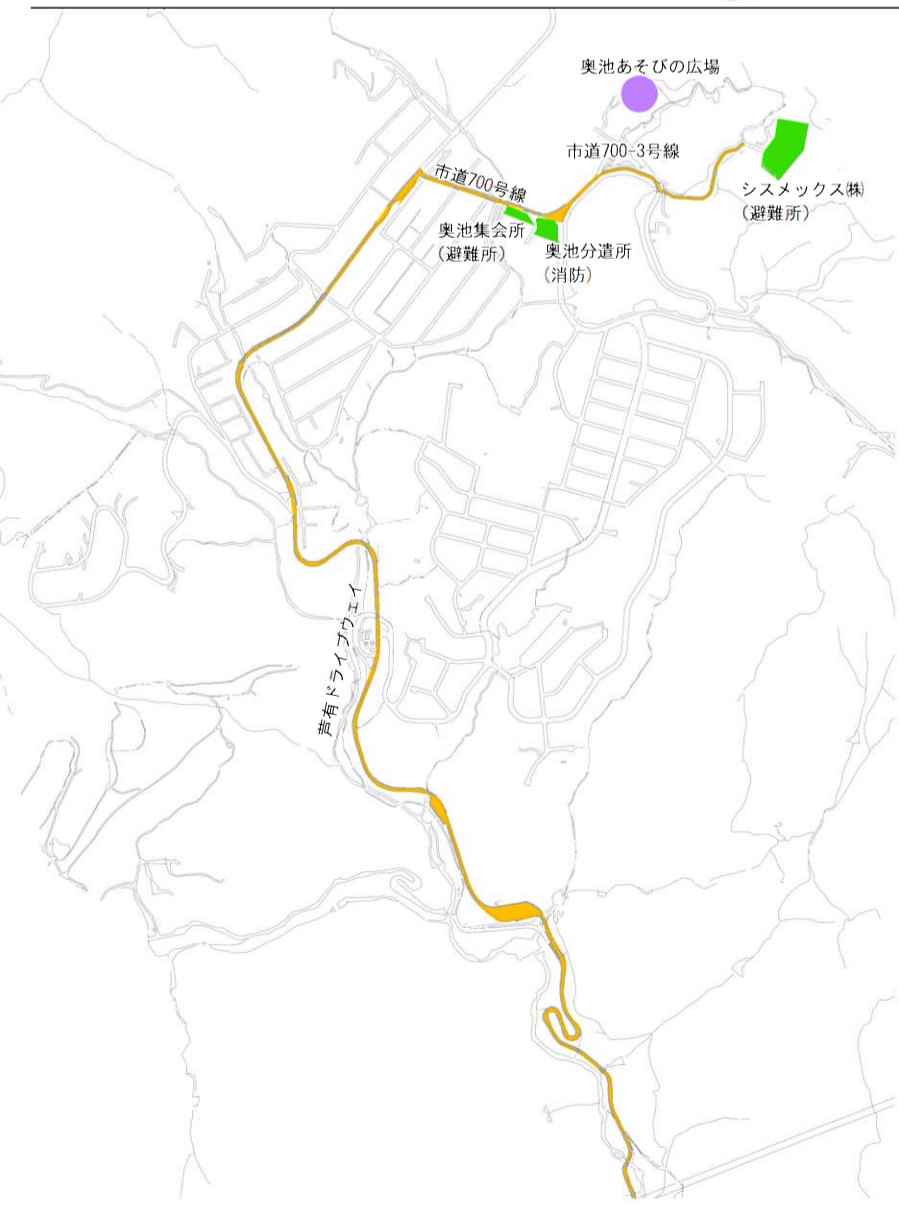 奥池あそびの広場
市道700-3号線
市道700号線
シスメックス㈱
(避難所)
奥池集会所
(避難所)
奥池分遣所
(消防)
芦有ドライブウェイ